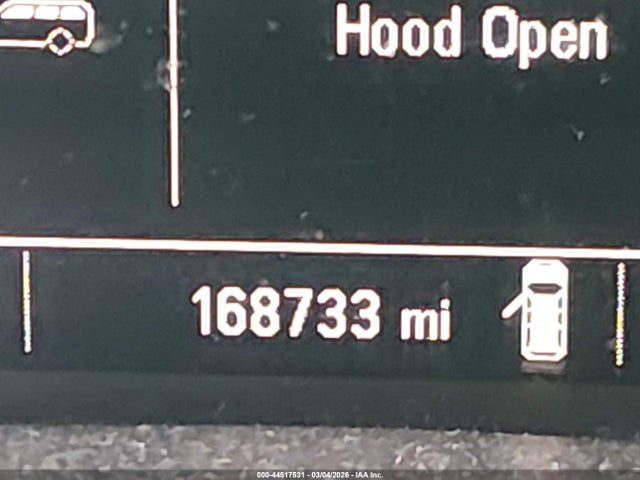 Hood Open
168733 mi
000-44517531 - 03/04/2026 - IAA Inc.